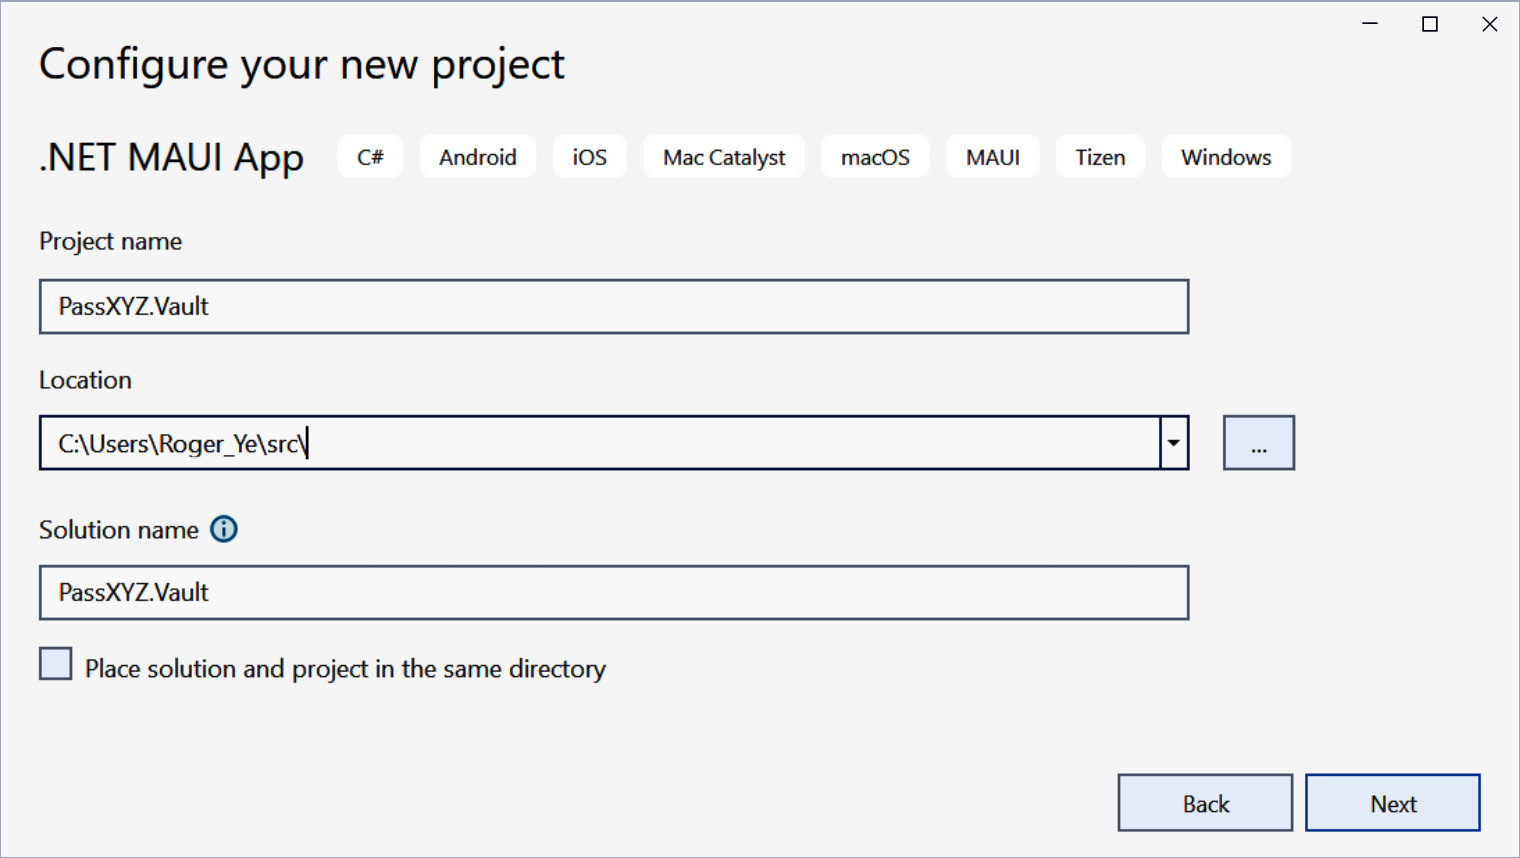 Configure your new project
.NET MAUI App C# Android iOS Mac Catalyst macOS MAUI Tizen Windows
Project name
PassXYZ.Vault
Location
C:\Users\Roger_Ye\src\
...
Solution name
PassXYZ.Vault
Place solution and project in the same directory
Back Next